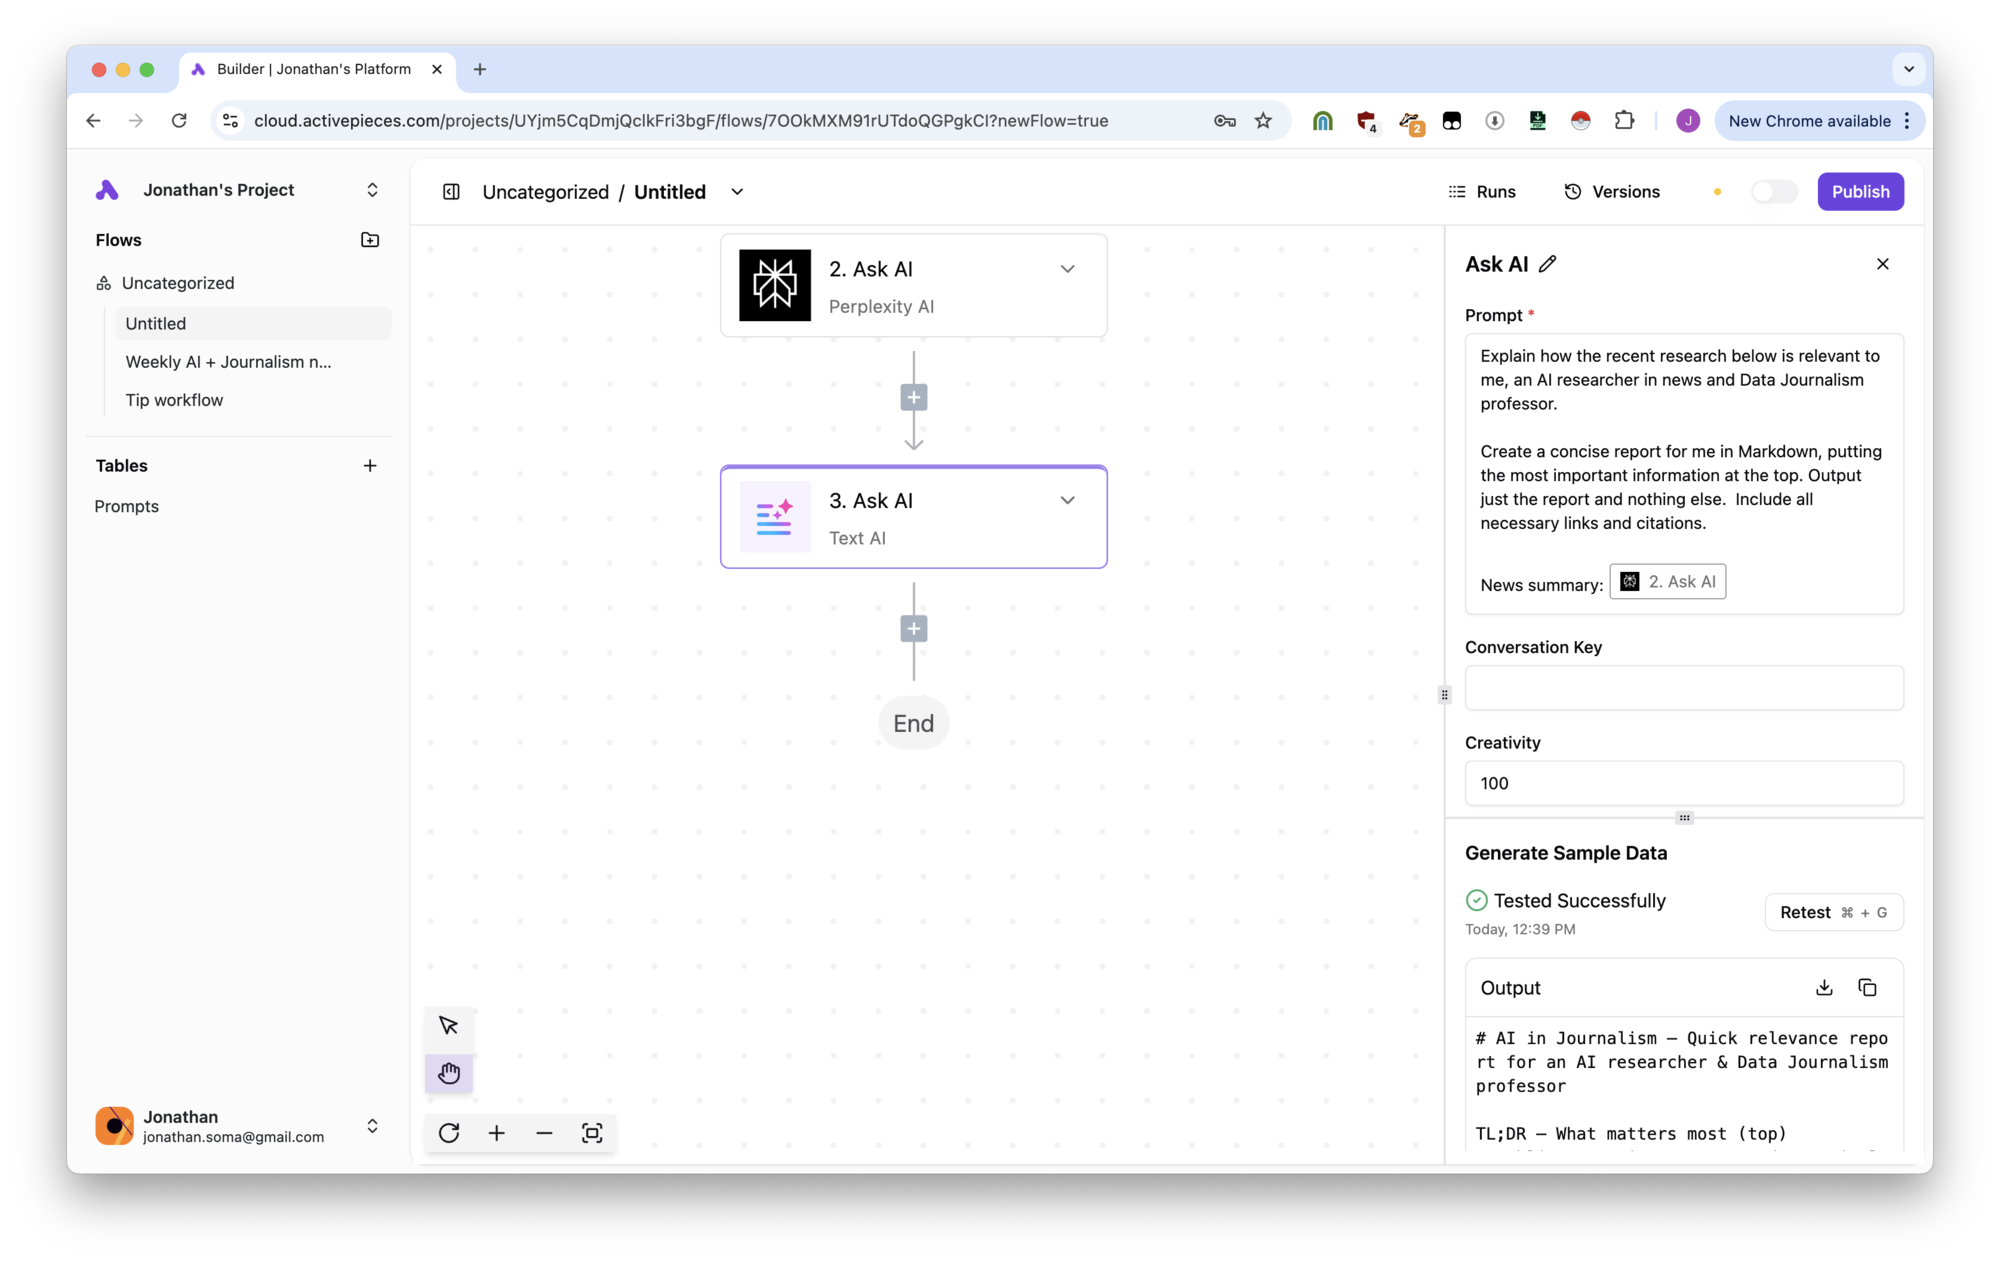 Builder | Jonathan's Platform
cloud.activepieces.com/projects/UYjm5CqDmjQclkFri3bgF/flows/7OOkMXM91rUTdoQGPgkCl?newFlow=true
4
2
J
New Chrome available
Jonathan's Project
Flows
Uncategorized
Untitled
Weekly AI + Journalism n...
Tip workflow
Tables
Prompts
Jonathan
jonathan.soma@gmail.com
Uncategorized / Untitled
Runs
Versions
Publish
2. Ask AI
Perplexity AI
3. Ask AI
Text AI
End
Ask AI
Prompt *
Explain how the recent research below is relevant to
me, an AI researcher in news and Data Journalism
professor.
Create a concise report for me in Markdown, putting
the most important information at the top. Output
just the report and nothing else.  Include all
necessary links and citations.
News summary: 2. Ask AI
Conversation Key
Creativity
100
Generate Sample Data
Tested Successfully
Today, 12:39 PM
Retest ⌘ + G
Output
# AI in Journalism — Quick relevance repo
rt for an AI researcher & Data Journalism
professor
TL;DR — What matters most (top)